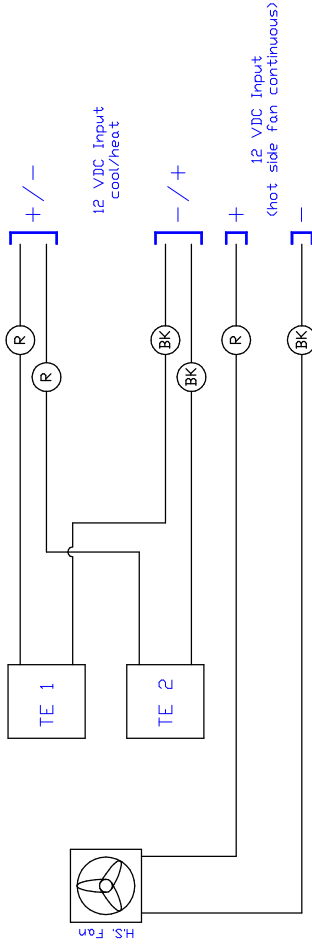 +/-
12 VDC Input
cool/heat
-/+
+
12 VDC Input
(hot side fan continuous)
-
R
R
BK
BK
R
BK
TE 1
TE 2
H.S. Fan